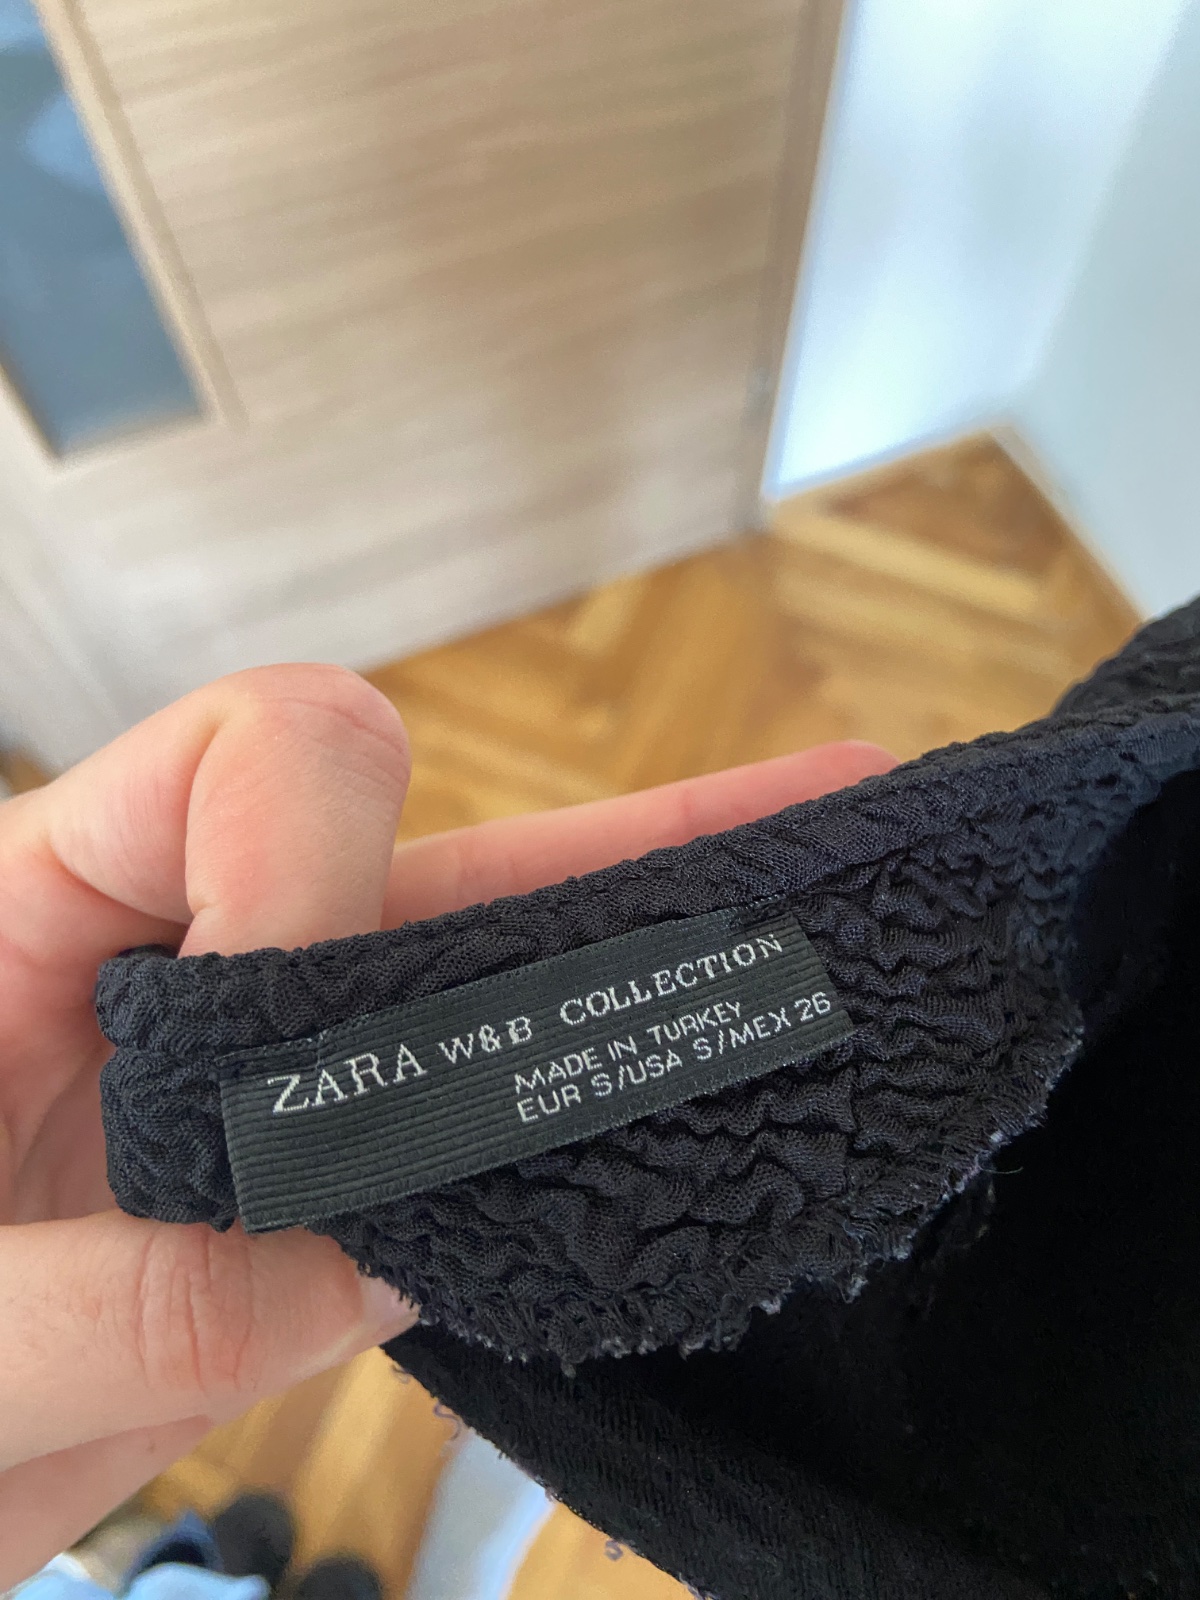 ZARA W&B COLLECTION
MADE IN TURKEY
EUR S/USA S/MEX 26